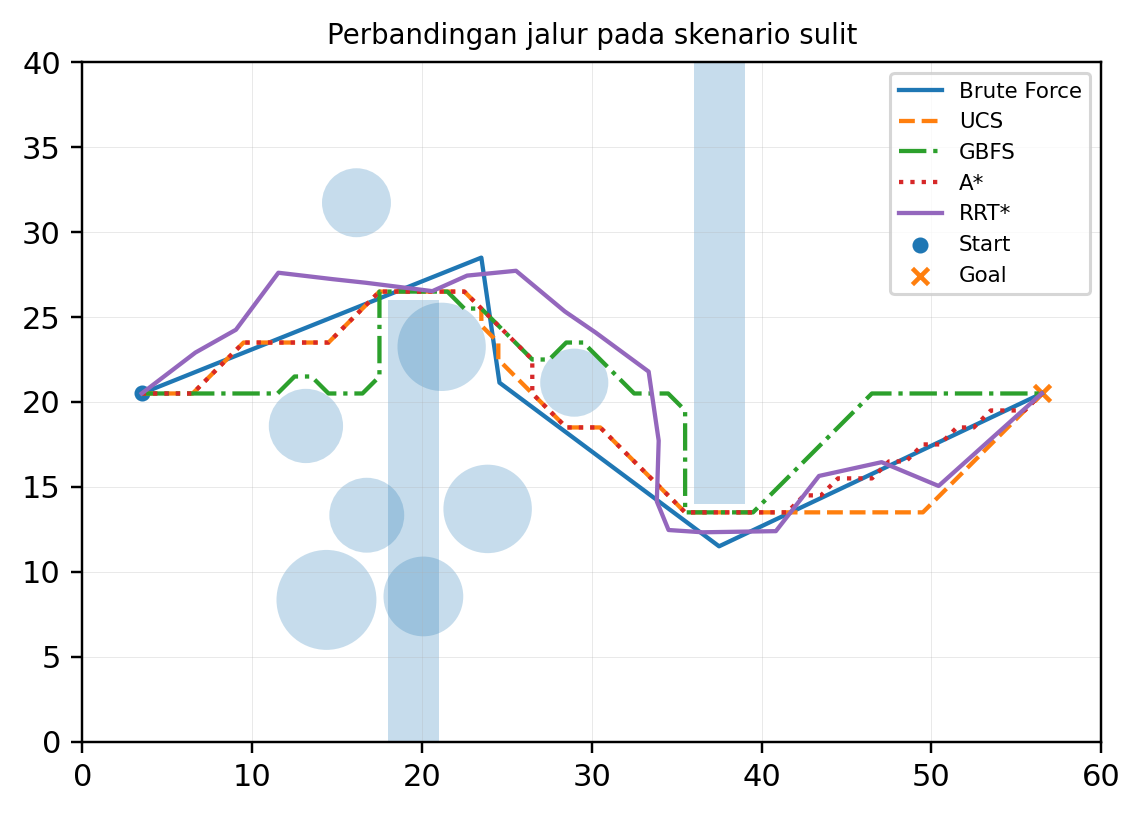 Perbandingan jalur pada skenario sulit
40
35
30
25
20
15
10
5
0
0
10
20
30
40
50
60
Brute Force
UCS
GBFS
A*
RRT*
Start
Goal